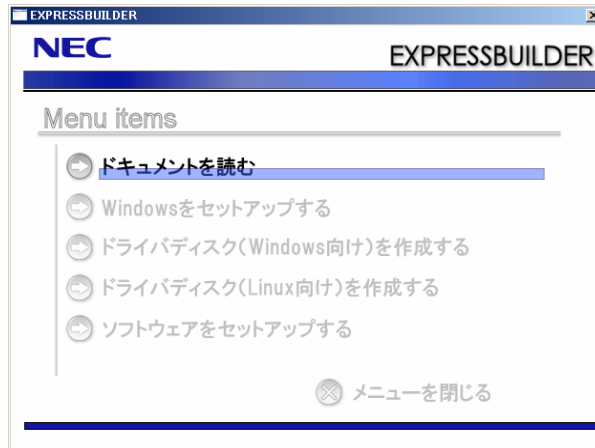 EXPRESSBUILDER
NEC
EXPRESSBUILDER
Menu items
ドキュメントを読む
Windowsをセットアップする
ドライバディスク(Windows向け)を作成する
ドライバディスク(Linux向け)を作成する
ソフトウェアをセットアップする
メニューを閉じる